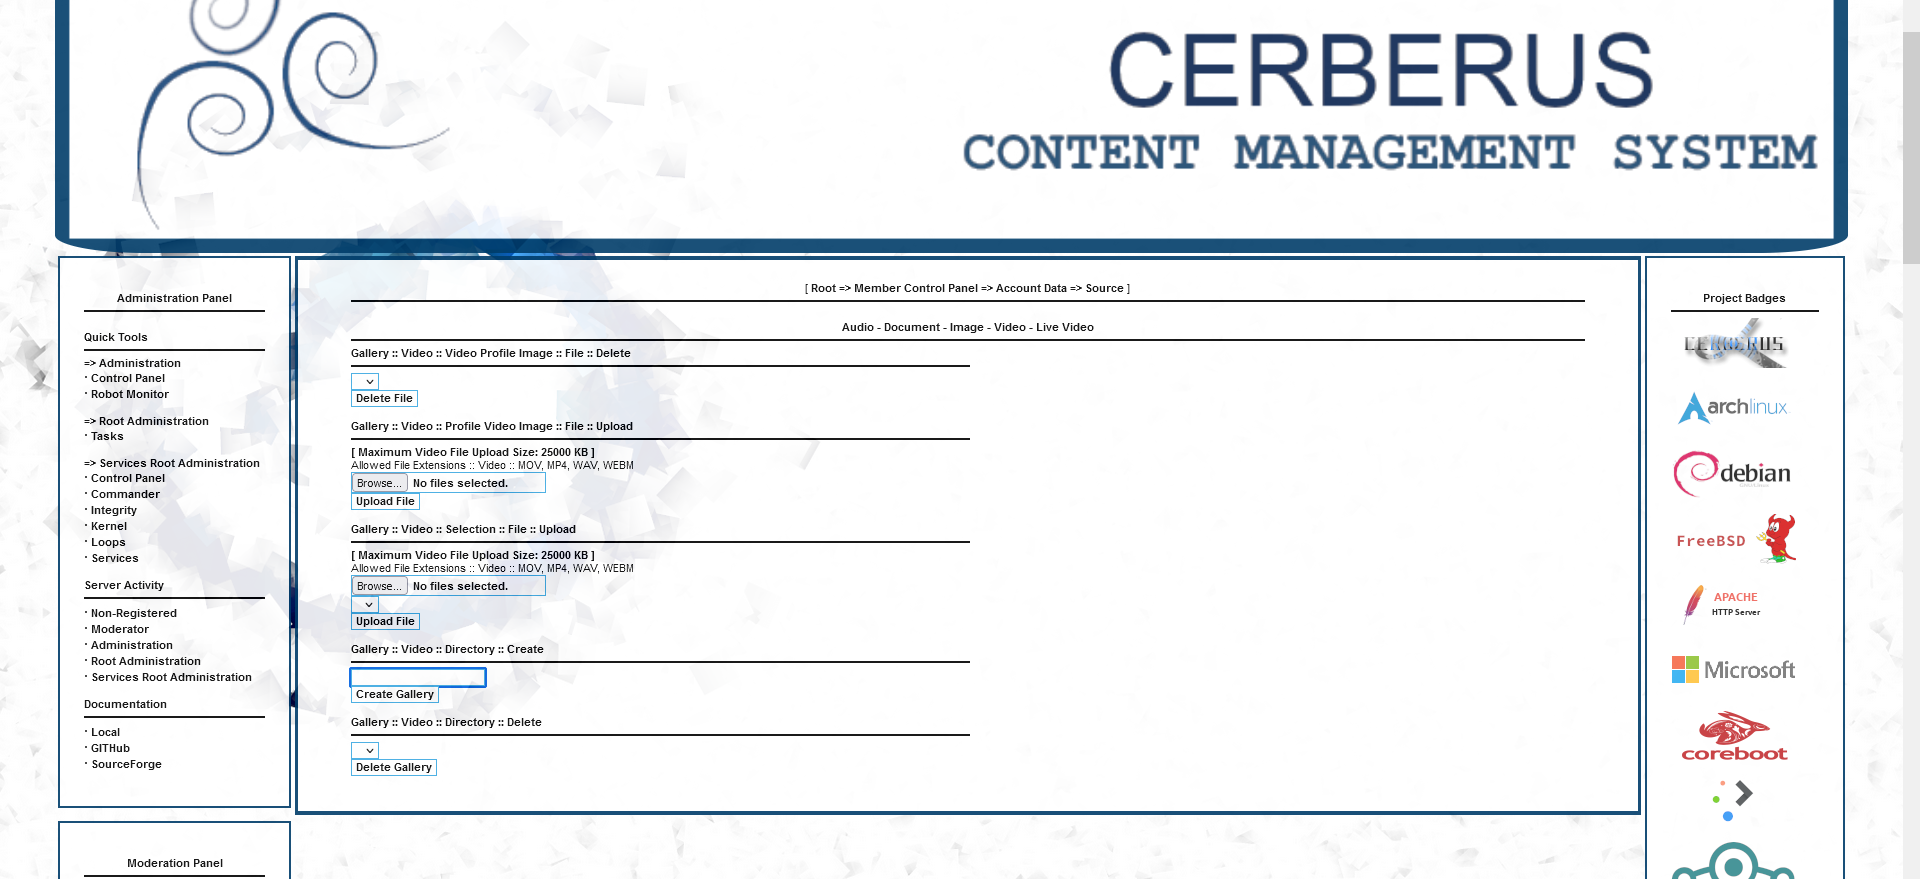 CERBERUS
CONTENT MANAGEMENT SYSTEM
Administration Panel
Quick Tools
=> Administration
· Control Panel
· Robot Monitor
=> Root Administration
· Tasks
=> Services Root Administration
· Control Panel
· Commander
· Integrity
· Kernel
· Loops
· Services
Server Activity
· Non-Registered
· Moderator
· Administration
· Root Administration
· Services Root Administration
Documentation
· Local
· GITHub
· SourceForge
Moderation Panel
[ Root => Member Control Panel => Account Data => Source ]
Audio - Document - Image - Video - Live Video
Gallery :: Video :: Video Profile Image :: File :: Delete
Delete File
Gallery :: Video :: Profile Video Image :: File :: Upload
[ Maximum Video File Upload Size: 25000 KB ]
Allowed File Extensions :: Video :: MOV, MP4, WAV, WEBM
Browse... No files selected.
Upload File
Gallery :: Video :: Selection :: File :: Upload
[ Maximum Video File Upload Size: 25000 KB ]
Allowed File Extensions :: Video :: MOV, MP4, WAV, WEBM
Browse... No files selected.
Upload File
Gallery :: Video :: Directory :: Create
Create Gallery
Gallery :: Video :: Directory :: Delete
Delete Gallery
Project Badges
CERBERUS
archlinux
debian
FreeBSD
APACHE
HTTP Server
Microsoft
coreboot